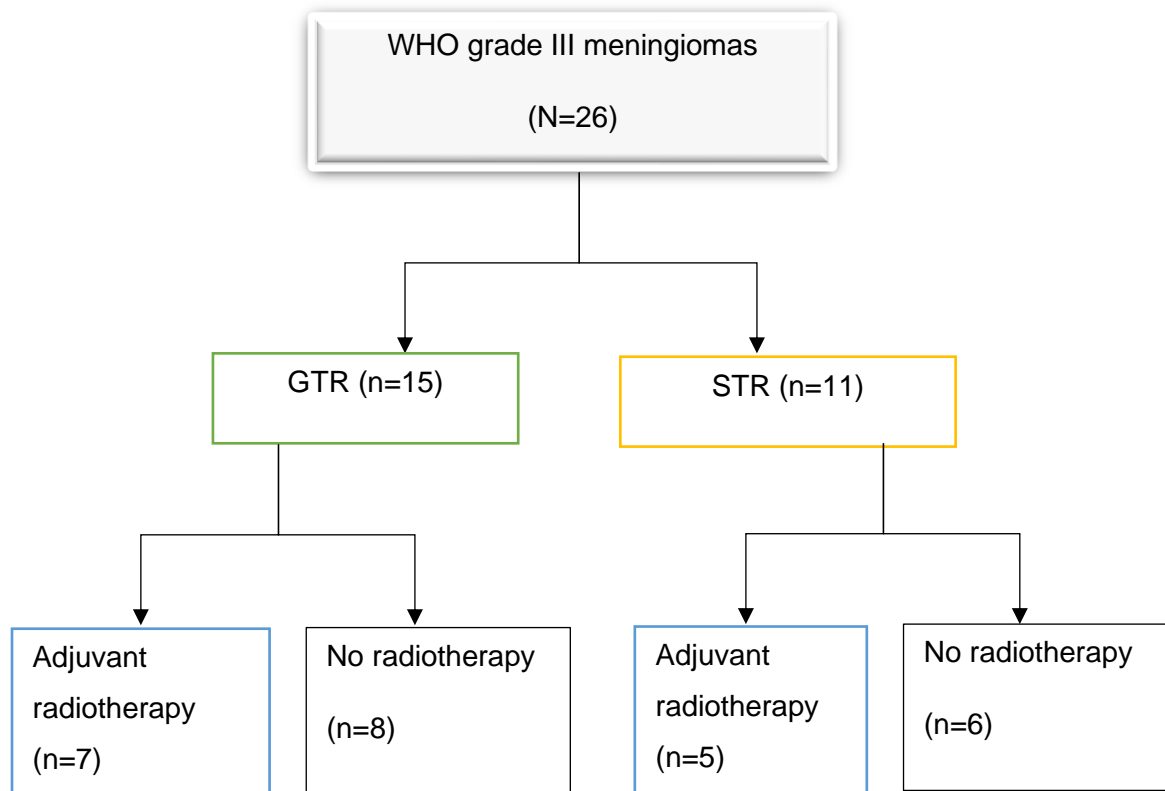 WHO grade III meningiomas
(N=26)
GTR (n=15)
STR (n=11)
Adjuvant
radiotherapy
(n=7)
No radiotherapy
(n=8)
Adjuvant
radiotherapy
(n=5)
No radiotherapy
(n=6)